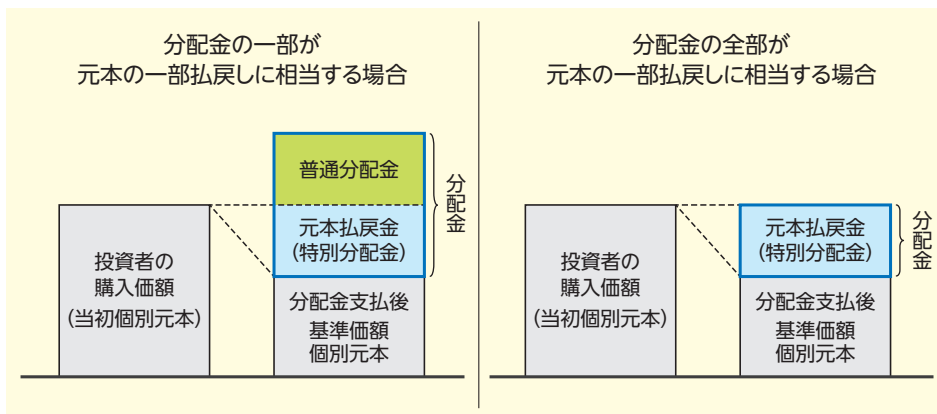 分配金の一部が
元本の一部払戻しに相当する場合
普通分配金
元本払戻金
(特別分配金)
分配金
投資者の
購入価額
(当初個別元本)
分配金支払後
基準価額
個別元本
分配金の全部が
元本の一部払戻しに相当する場合
元本払戻金
(特別分配金)
分配金
投資者の
購入価額
(当初個別元本)
分配金支払後
基準価額
個別元本